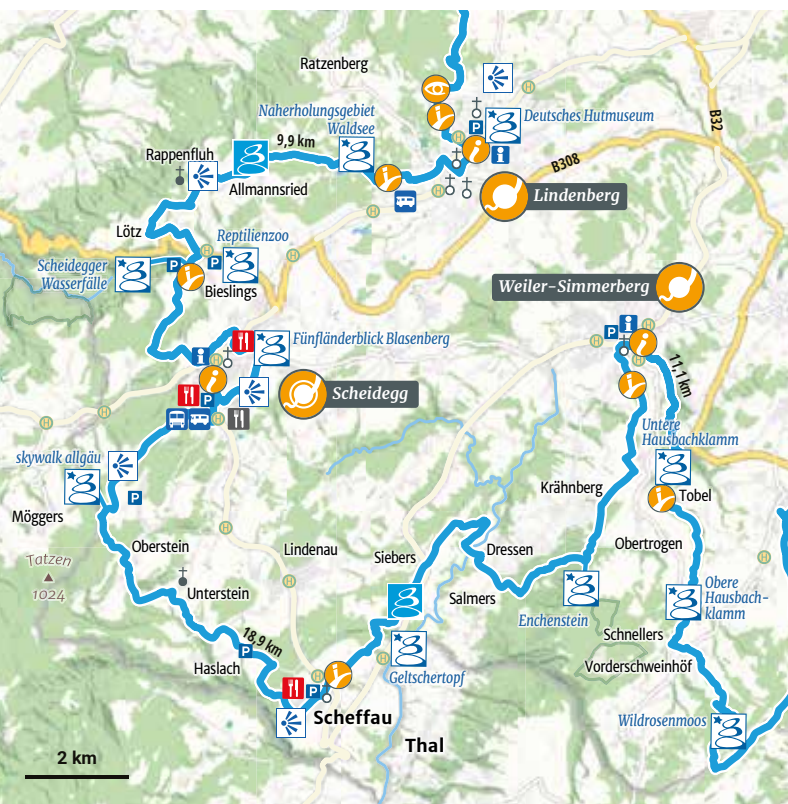 Ratzenberg
Naherholungsgebiet
Waldsee
Deutsches Hutmuseum
B32
9,9 km
Rappenfluh
B308
Allmannsried
Lindenberg
Lötz
Reptilienzoo
Scheidegger
Wasserfälle
Bieslings
Weiler-Simmerberg
Fünfländerblick Blasenberg
11,1 km
Scheidegg
Untere
Hausbachklamm
skywalk allgäu
Krähnberg
Tobel
Möggers
Oberstein
Lindenau
Siebers
Dressen
Obertrogen
Tatzen
1024
Unterstein
Salmers
Enchenstein
Obere
Hausbach-
klamm
18,9 km
Schnellers
Haslach
Geltschertopf
Vorderschweinhöf
Scheffau
Wildrosenmoos
Thal
2 km